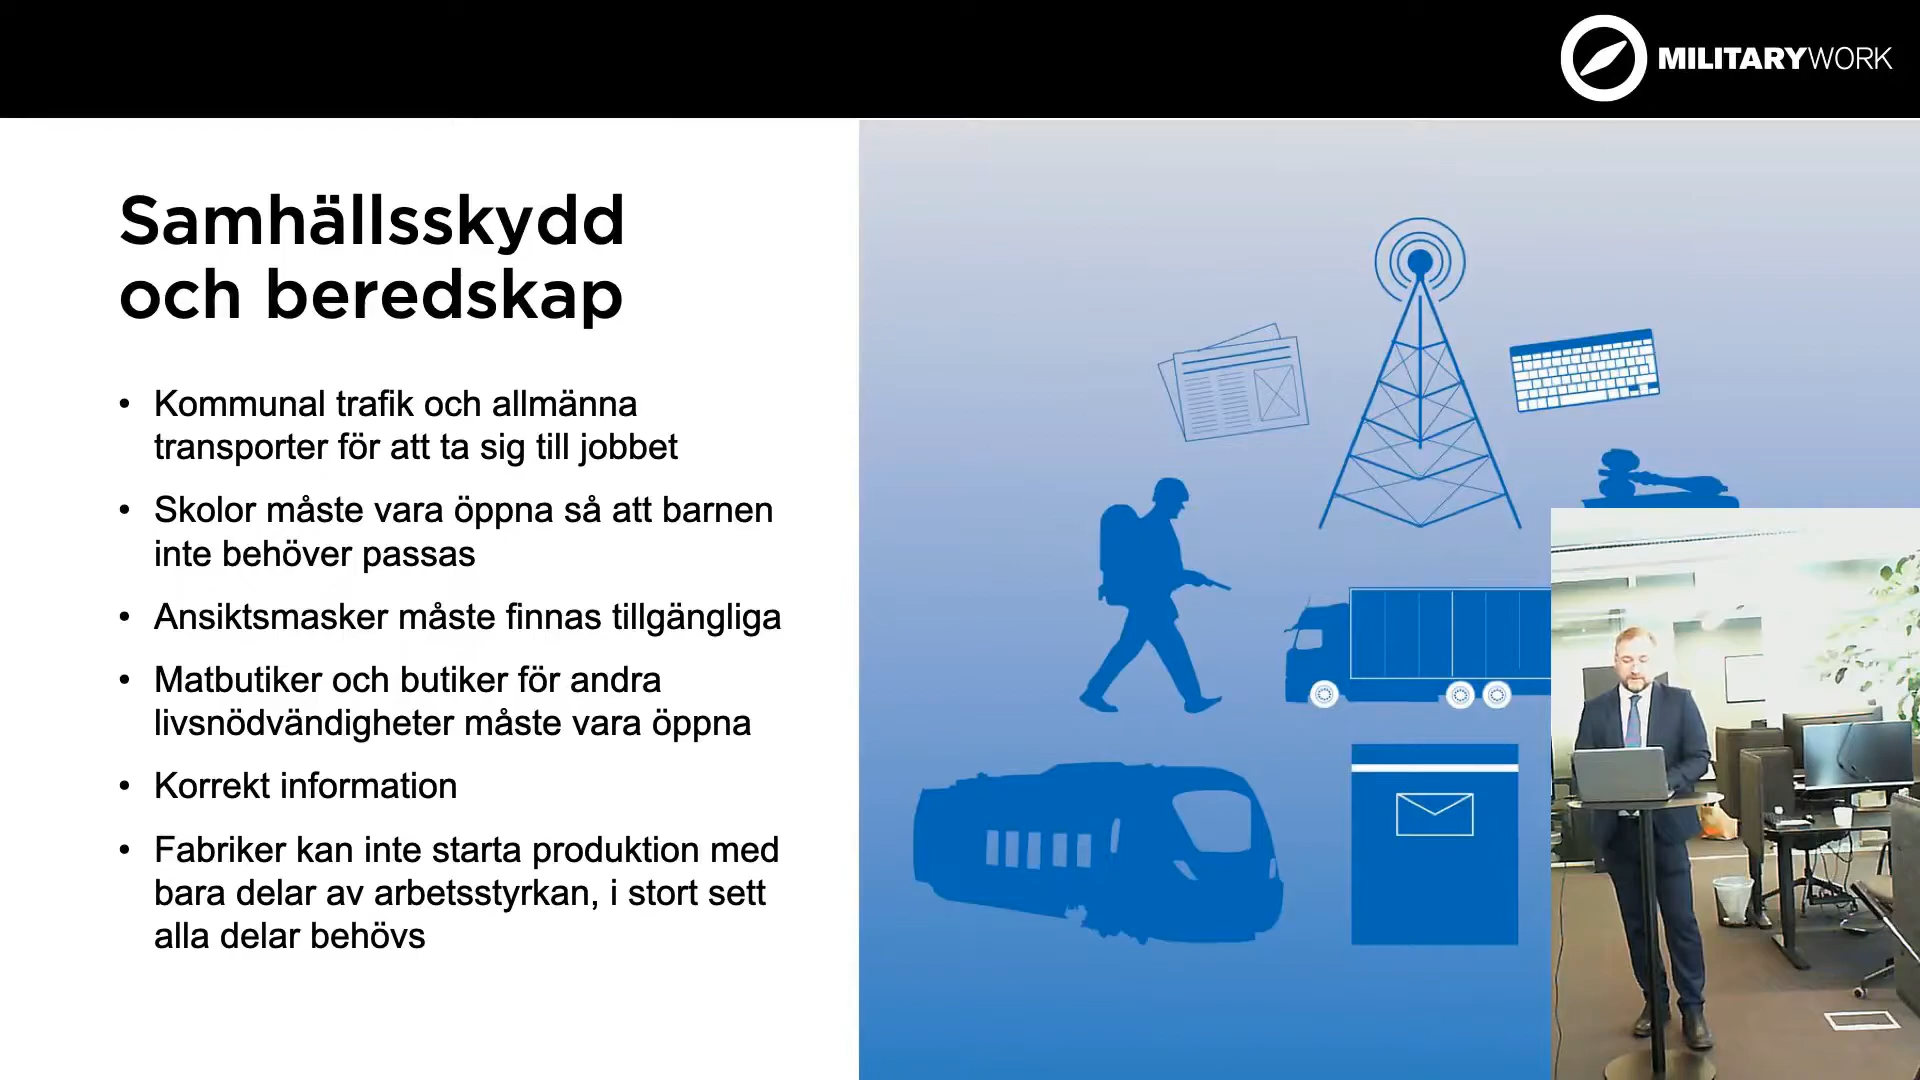 MILITARYWORK
Samhällsskydd
och beredskap
• Kommunal trafik och allmänna
transporter för att ta sig till jobbet
• Skolor måste vara öppna så att barnen
inte behöver passas
• Ansiktsmasker måste finnas tillgängliga
• Matbutiker och butiker för andra
livsnödvändigheter måste vara öppna
• Korrekt information
• Fabriker kan inte starta produktion med
bara delar av arbetsstyrkan, i stort sett
alla delar behövs